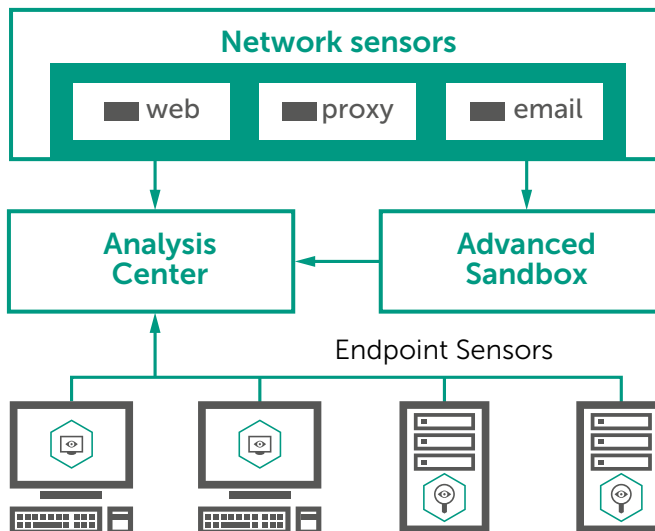 Network sensors
web
proxy
email
Analysis
Center
Advanced
Sandbox
Endpoint Sensors